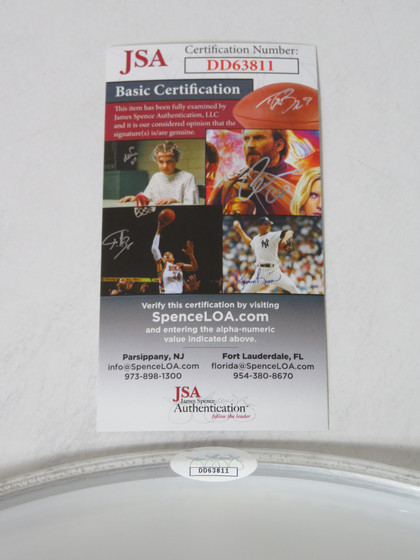 JSA
Certification Number:
DD63811
Basic Certification
This item has been fully examined by
James Spence Authentication, LLC
and it is our considered opinion that the
signature(s) is/are genuine.
Verify this certification by visiting
SpenceLOA.com
and entering the alpha-numeric
value indicated above.
Parsippany, NJ
info@SpenceLOA.com
973-898-1300
Fort Lauderdale, FL
florida@SpenceLOA.com
954-380-8670
JSA
James Spence
Authentication
follow the leader
DD63811